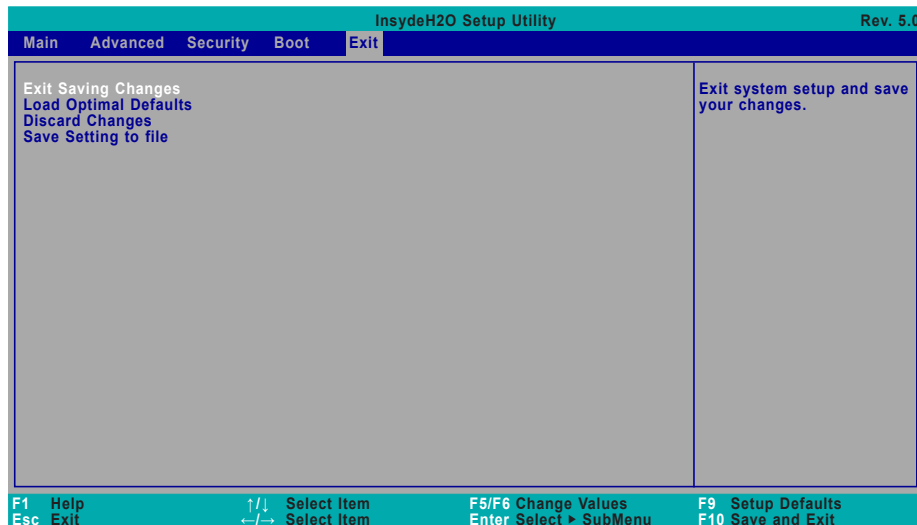 InsydeH2O Setup Utility Rev. 5.0
Main Advanced Security Boot Exit
Exit Saving Changes
Load Optimal Defaults
Discard Changes
Save Setting to file
Exit system setup and save
your changes.
F1 Help ↑/↓ Select Item F5/F6 Change Values F9 Setup Defaults
Esc Exit ←/→ Select Item Enter Select ▸ SubMenu F10 Save and Exit